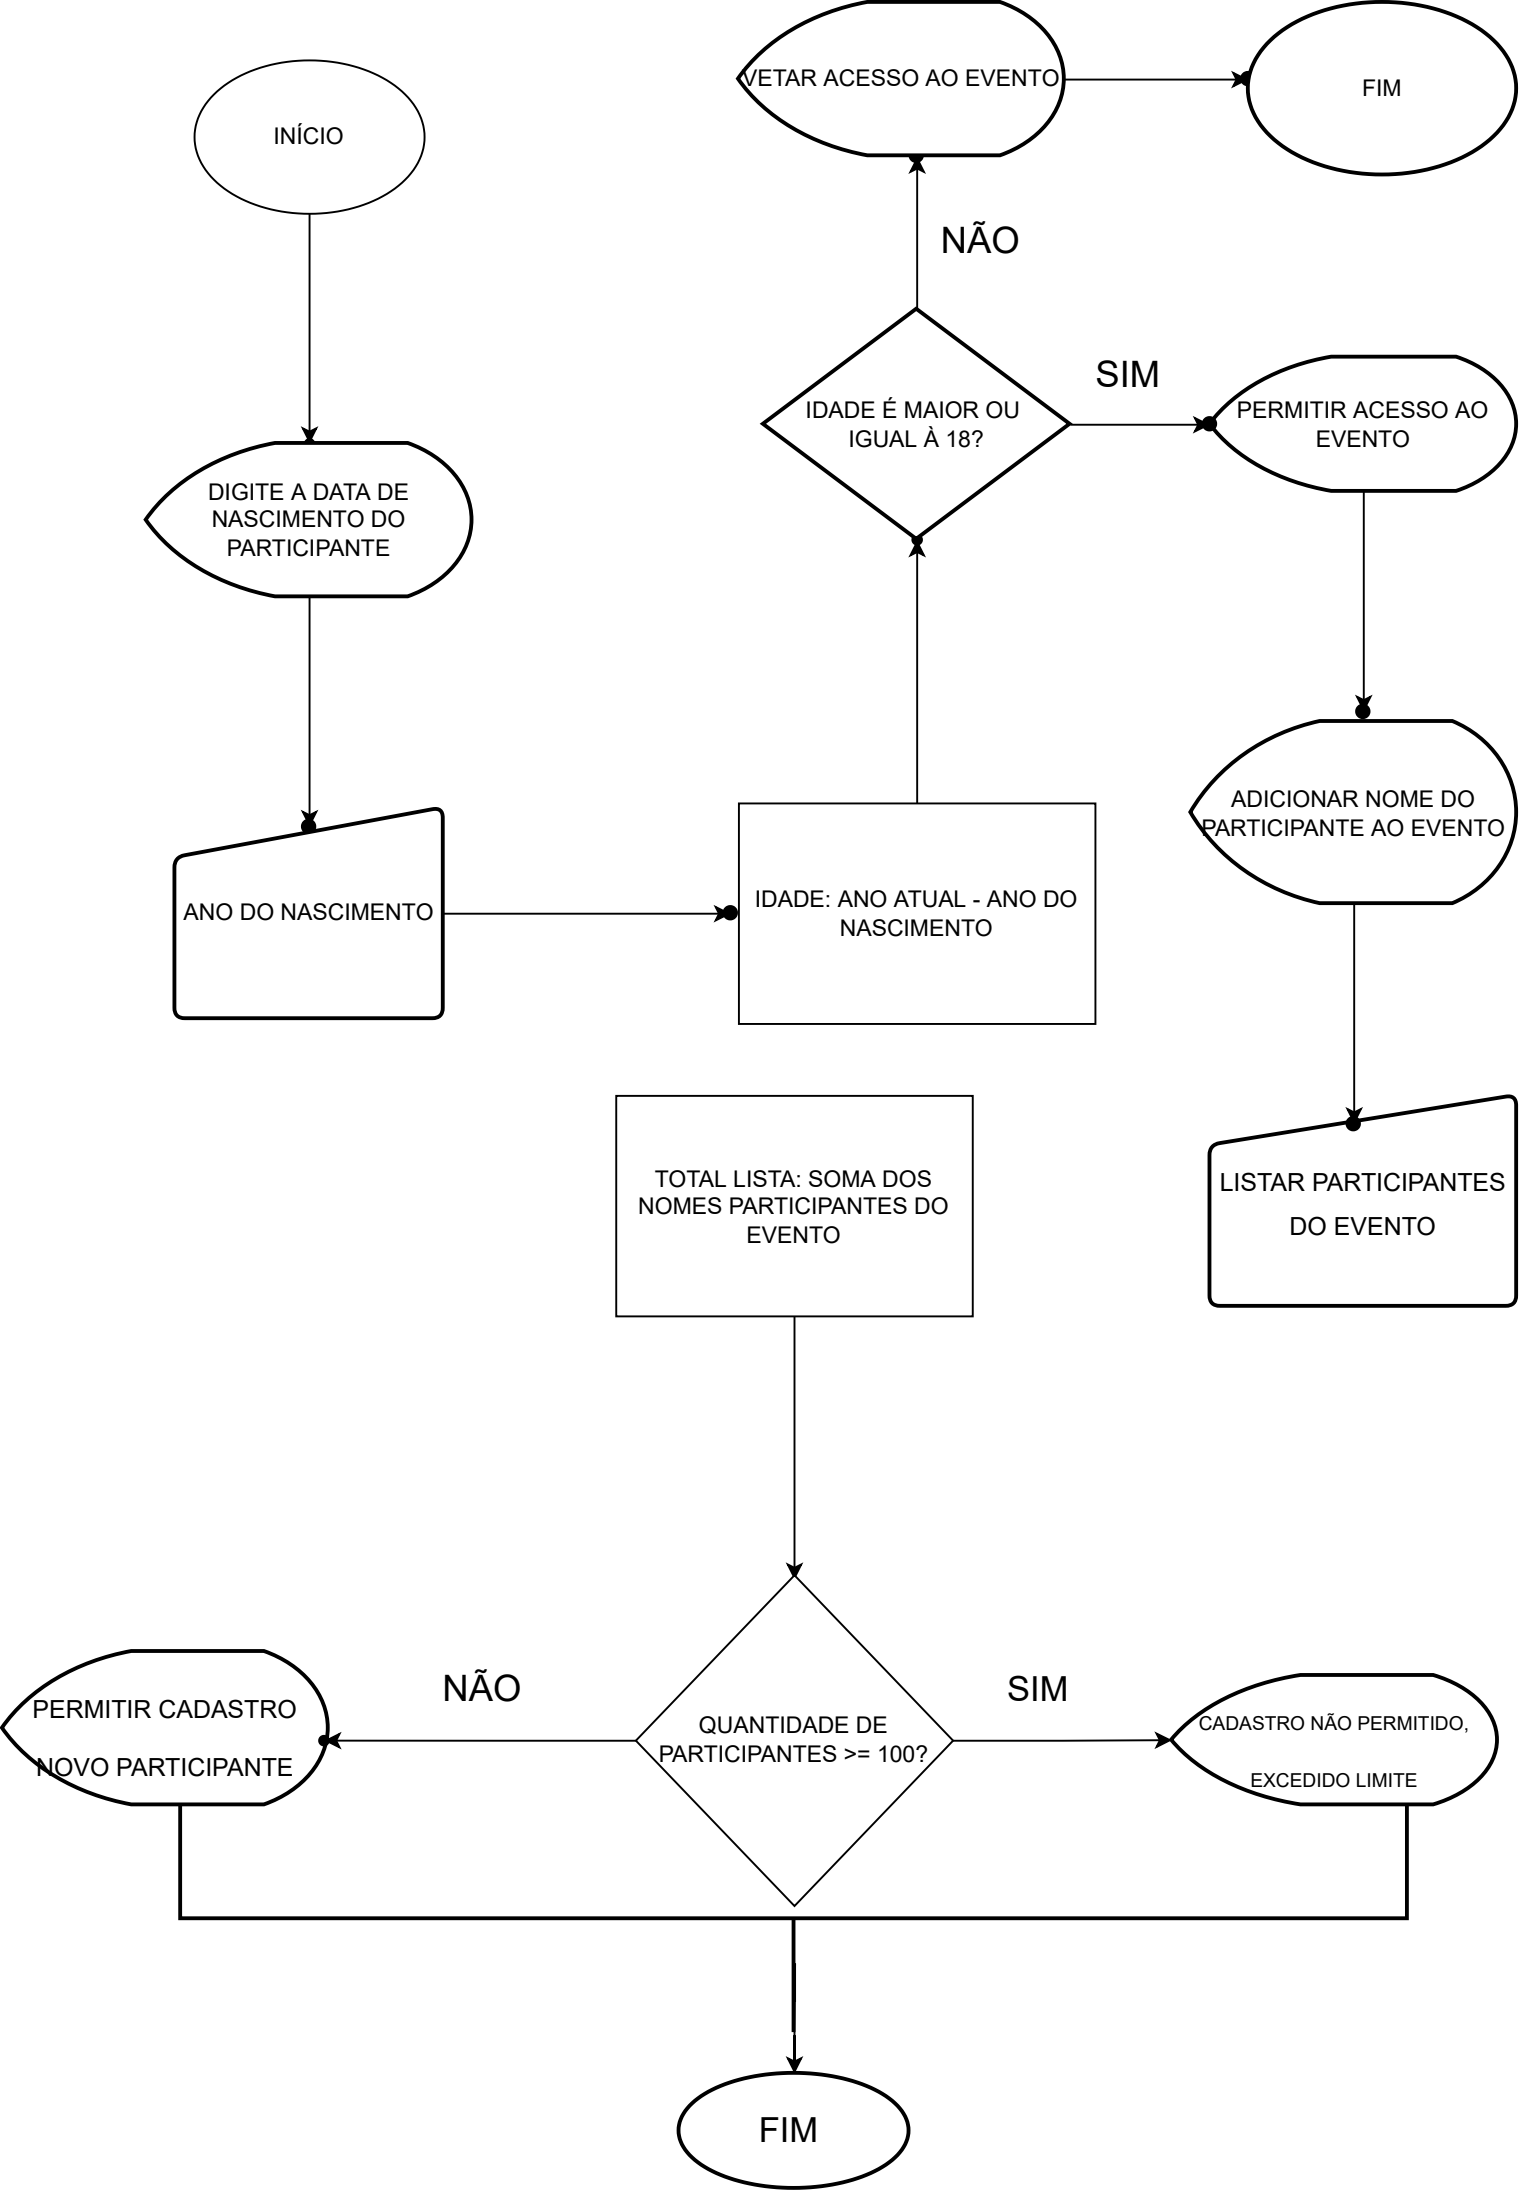 INÍCIO
DIGITE A DATA DE
NASCIMENTO DO
PARTICIPANTE
ANO DO NASCIMENTO
IDADE: ANO ATUAL - ANO DO
NASCIMENTO
IDADE É MAIOR OU
IGUAL À 18?
NÃO
VETAR ACESSO AO EVENTO
FIM
SIM
PERMITIR ACESSO AO
EVENTO
ADICIONAR NOME DO
PARTICIPANTE AO EVENTO
LISTAR PARTICIPANTES
DO EVENTO
TOTAL LISTA: SOMA DOS
NOMES PARTICIPANTES DO
EVENTO
QUANTIDADE DE
PARTICIPANTES >= 100?
NÃO
PERMITIR CADASTRO
NOVO PARTICIPANTE
SIM
CADASTRO NÃO PERMITIDO,
EXCEDIDO LIMITE
FIM